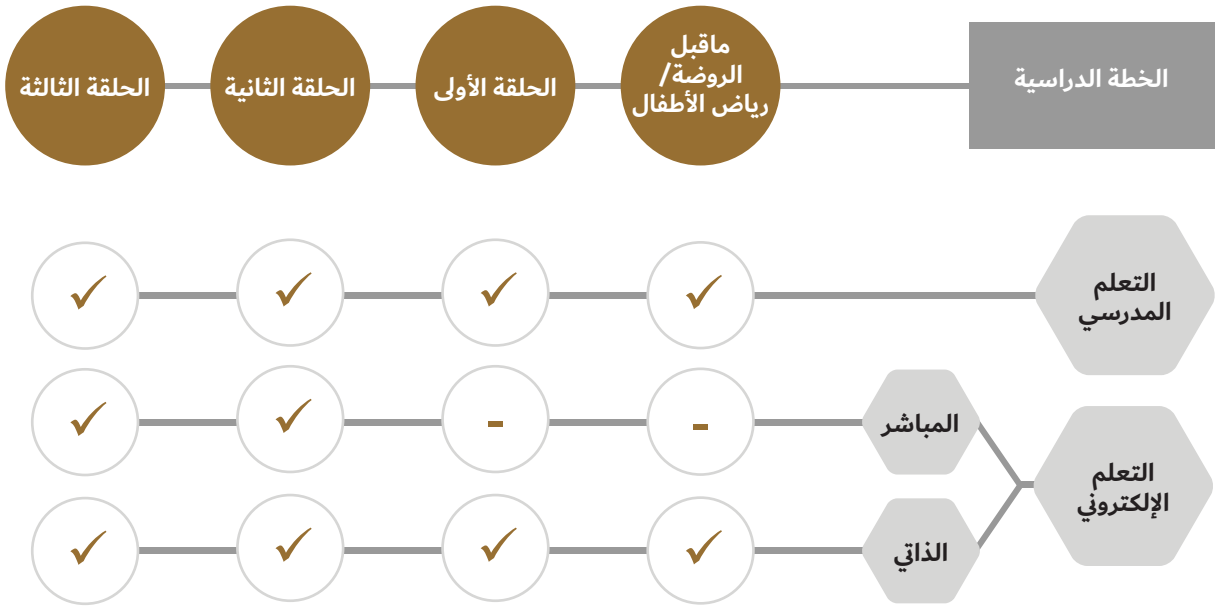 الخطة الدراسية
ماقبل
الروضة/
رياض الأطفال
الحلقة الأولى
الحلقة الثانية
الحلقة الثالثة
التعلم
المدرسي
✓ ✓ ✓ ✓
التعلم
الإلكتروني
المباشر
- - ✓ ✓
الذاتي
✓ ✓ ✓ ✓